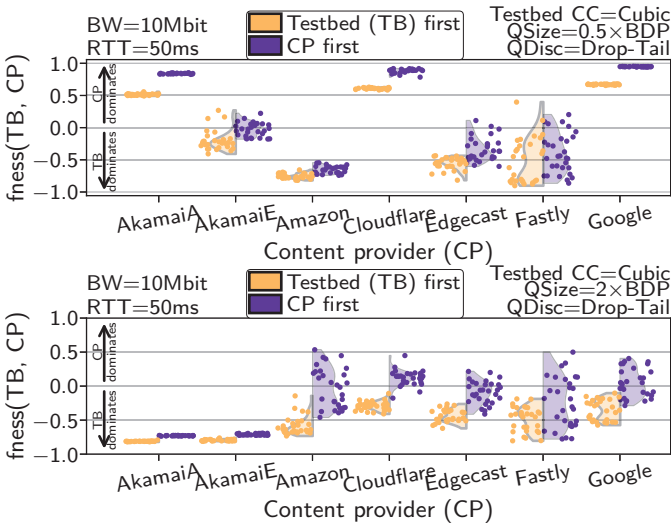 BW=10Mbit
RTT=50ms
Testbed (TB) first
CP first
Testbed CC=Cubic
QSize=0.5×BDP
QDisc=Drop-Tail
fness(TB, CP)
1.0
0.5
0.0
−0.5
−1.0
CP
dominates
TB
dominates
AkamaiA
AkamaiE
Amazon
Cloudflare
Edgecast
Fastly
Google
Content provider (CP)
BW=10Mbit
RTT=50ms
Testbed (TB) first
CP first
Testbed CC=Cubic
QSize=2×BDP
QDisc=Drop-Tail
fness(TB, CP)
1.0
0.5
0.0
−0.5
−1.0
CP
dominates
TB
dominates
AkamaiA
AkamaiE
Amazon
Cloudflare
Edgecast
Fastly
Google
Content provider (CP)